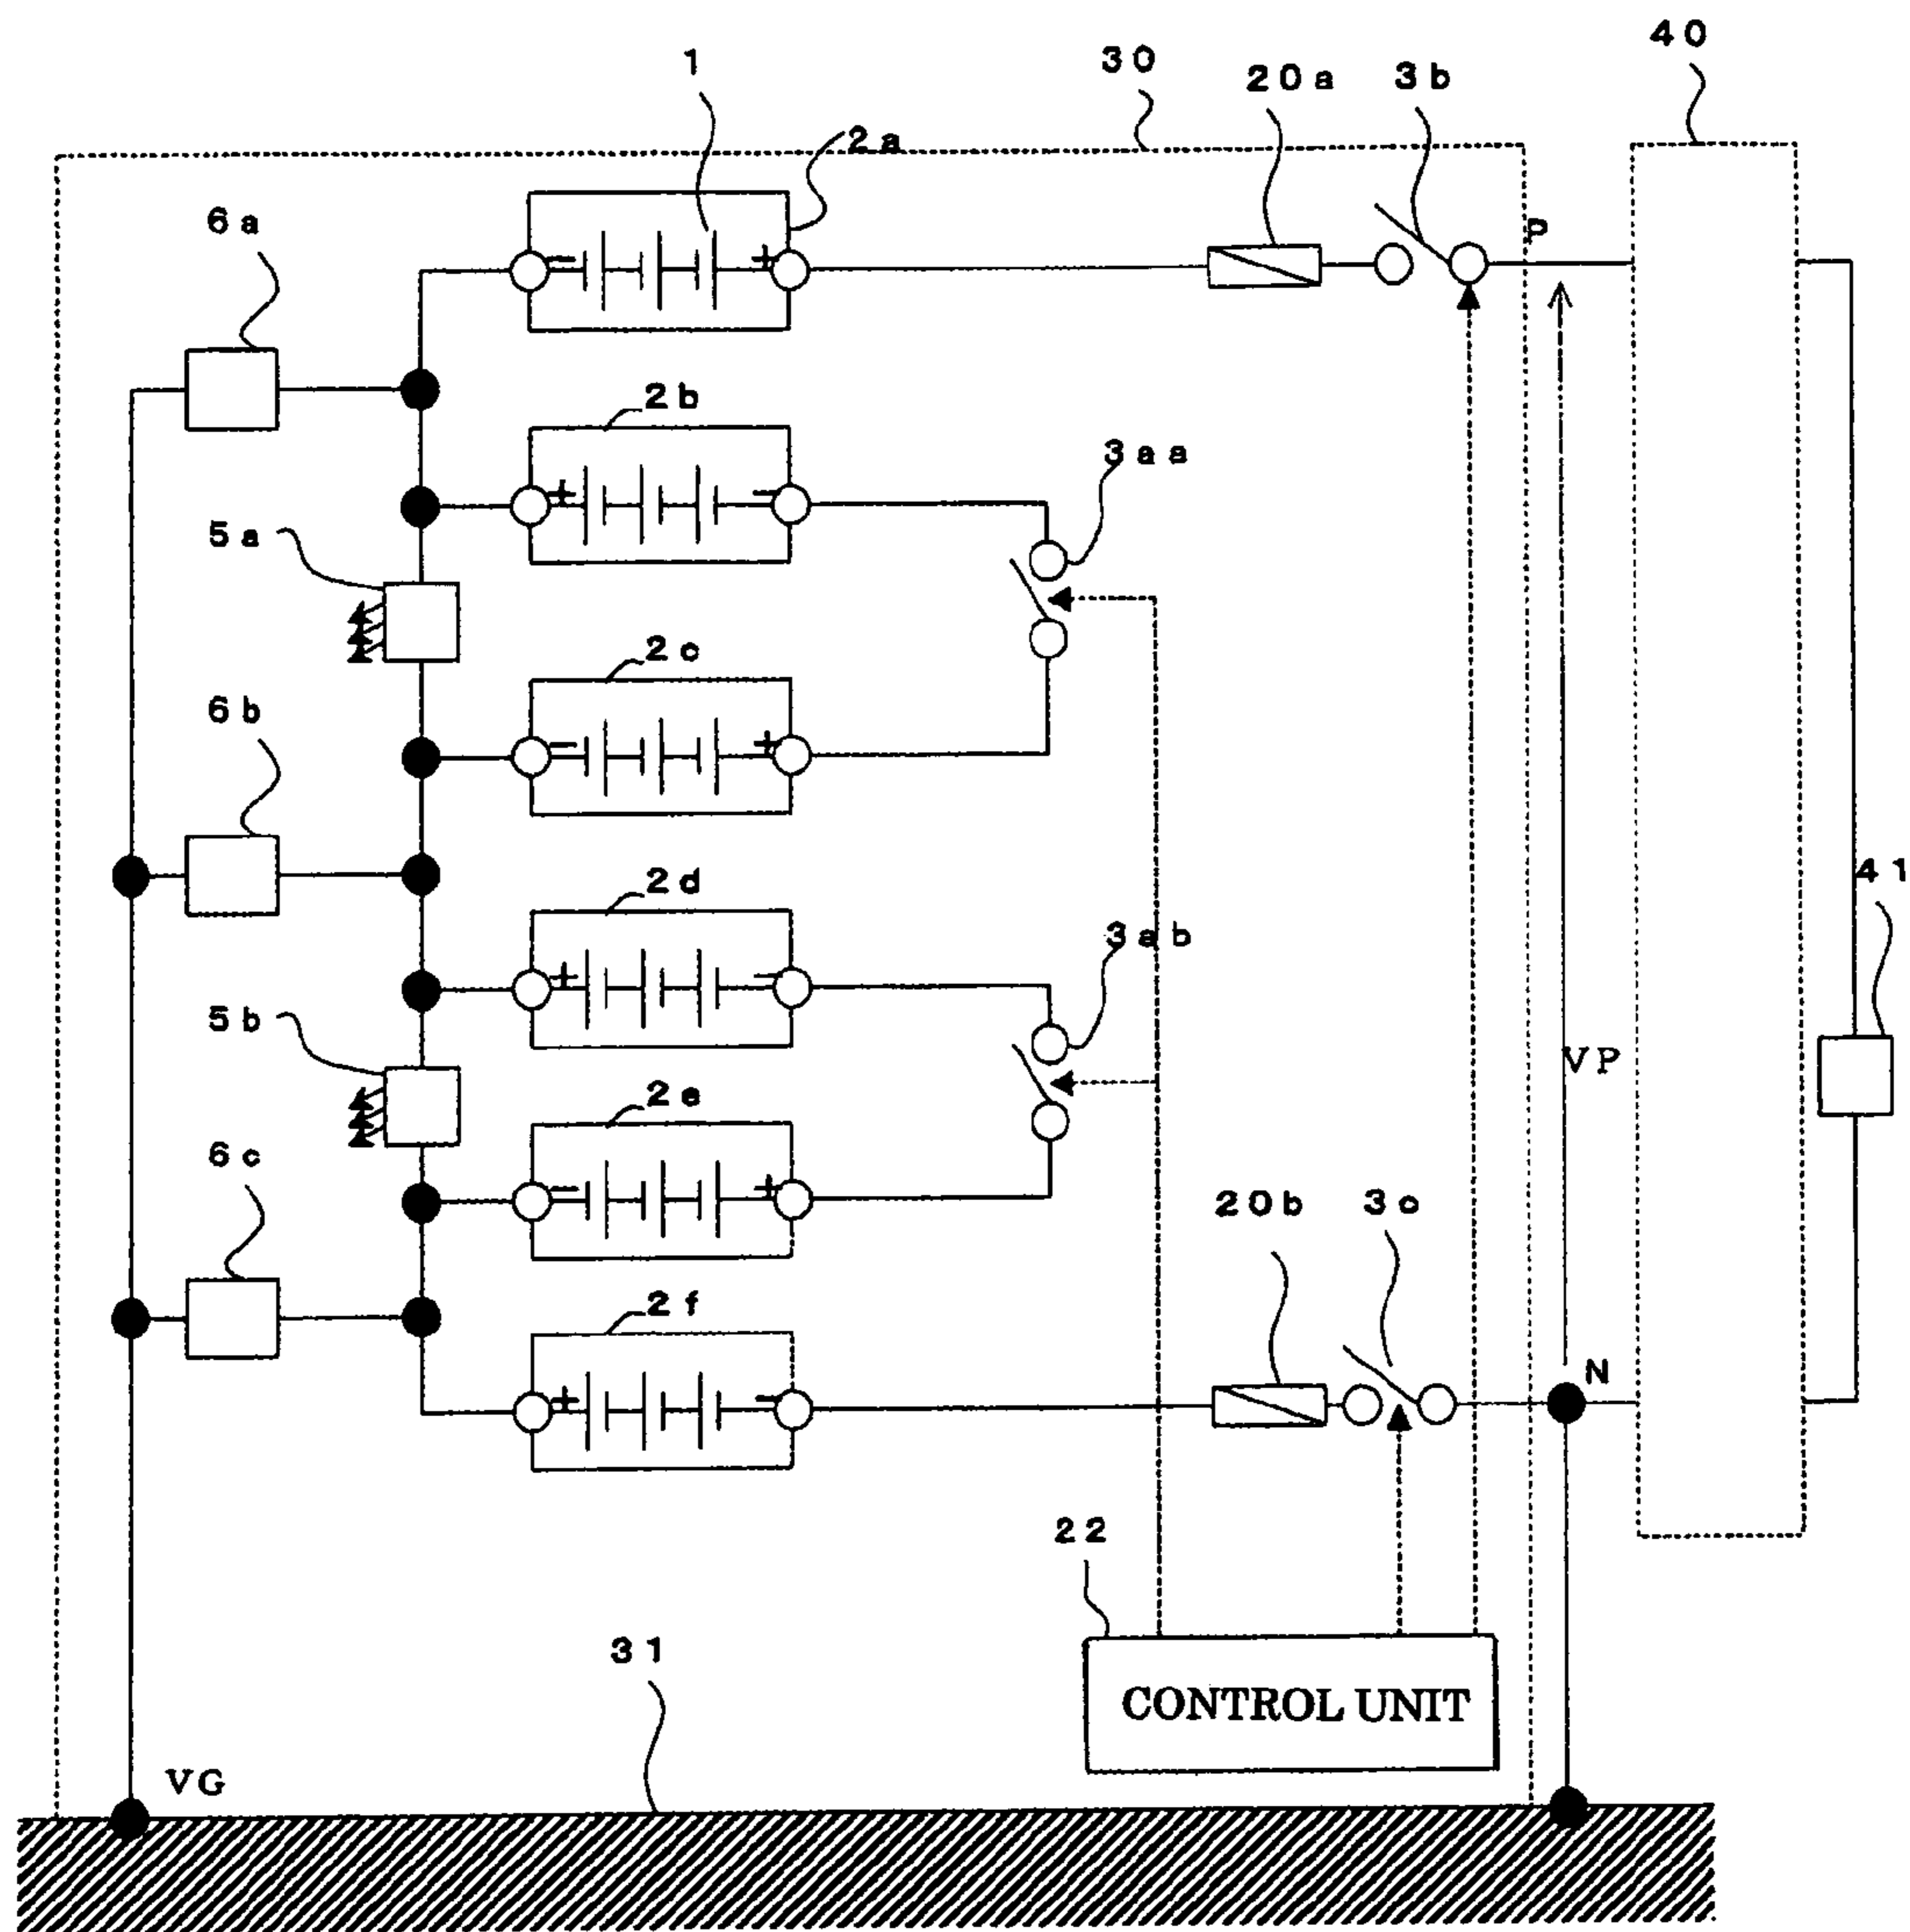 40
1
30
20a
3b
2a
6a
P
2b
3aa
5a
2c
6b
2d
41
3ab
5b
VP
2e
6c
20b
3c
2f
N
22
31
CONTROL UNIT
VG
- +
+ -
- +
+ -
- +
+ -